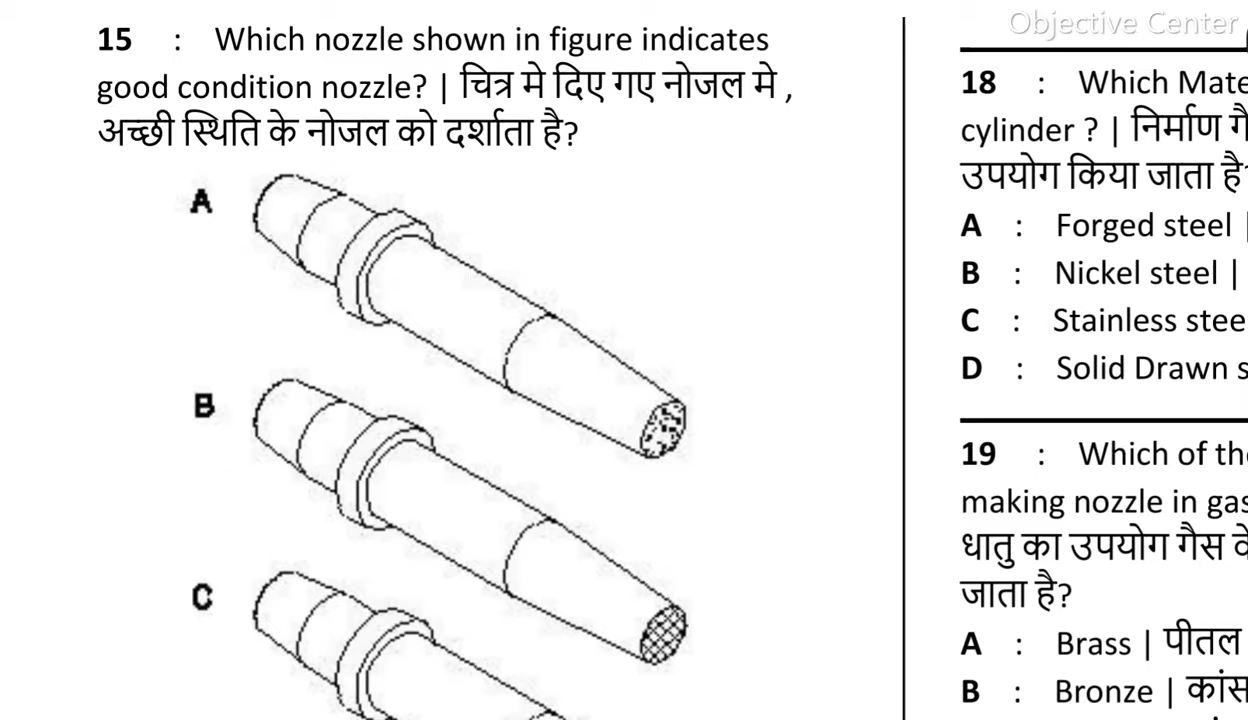 15 : Which nozzle shown in figure indicates
good condition nozzle? | चित्र मे दिए गए नोजल मे ,
अच्छी स्थिति के नोजल को दर्शाता है?
A
B
C
Objective Center
18 : Which Mate
cylinder ? | निर्माण गै
उपयोग किया जाता है
A : Forged steel |
B : Nickel steel |
C : Stainless stee
D : Solid Drawn s
19 : Which of the
making nozzle in gas
धातु का उपयोग गैस के
जाता है?
A : Brass | पीतल
B : Bronze | कांस